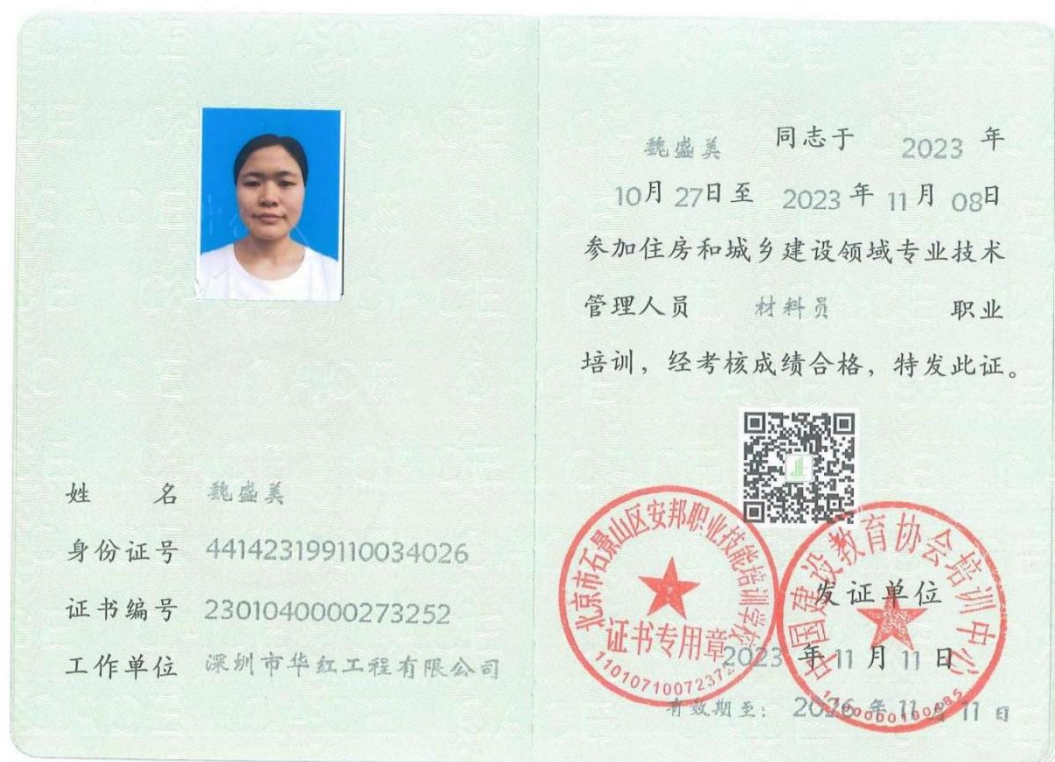 魏盛美 同志于 2023 年
10月 27日至 2023 年 11 月 08日
参加住房和城乡建设领域专业技术
管理人员 材料员 职业
培训，经考核成绩合格，特发此证。
姓 名 魏盛美
身份证号 441423199110034026
证书编号 2301040000273252
工作单位 深圳市华红工程有限公司
北京市石景山区安邦职业技能培训学校
证书专用章
11010710072372
中国建设教育协会培训中心
发证单位
2023 年 11 月 11 日
有效期至： 2026 年 11 月 11 日